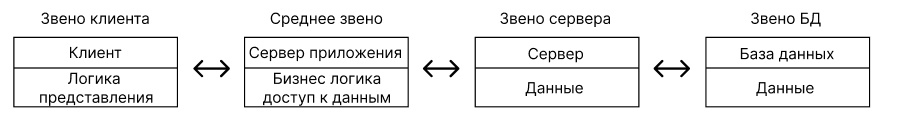 Звено клиента
Среднее звено
Звено сервера
Звено БД
Клиент
Логика
представления
Сервер приложения
Бизнес логика
доступ к данным
Сервер
Данные
База данных
Данные